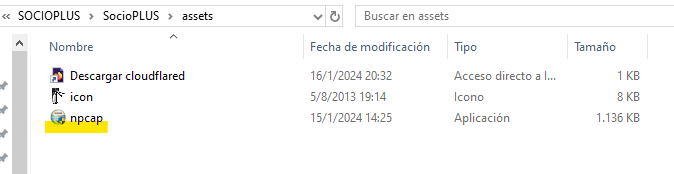 « SOCIOPLUS > SocioPLUS > assets
Buscar en assets
Nombre Fecha de modificación Tipo Tamaño
Descargar cloudflared 16/1/2024 20:32 Acceso directo a I... 1 KB
icon 5/8/2013 19:14 Icono 8 KB
npcap 15/1/2024 14:25 Aplicación 1.136 KB